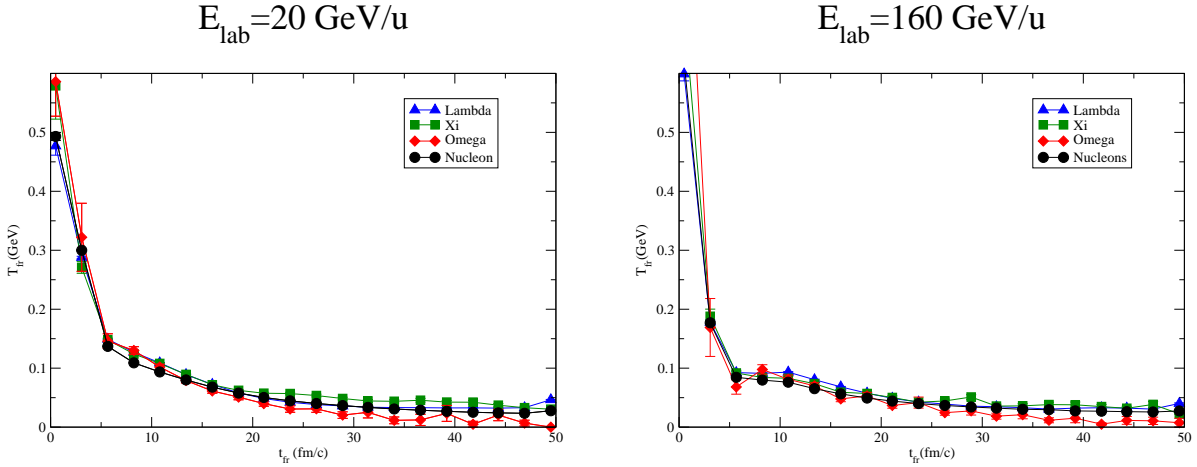 E_lab=20 GeV/u
E_lab=160 GeV/u
0.5
0.4
0.3
0.2
0.1
0
T_fr(GeV)
Lambda
Xi
Omega
Nucleon
0 10 20 30 40 50
t_fr (fm/c)
0.5
0.4
0.3
0.2
0.1
0
T_fr(GeV)
Lambda
Xi
Omega
Nucleons
0 10 20 30 40 50
t_fr (fm/c)